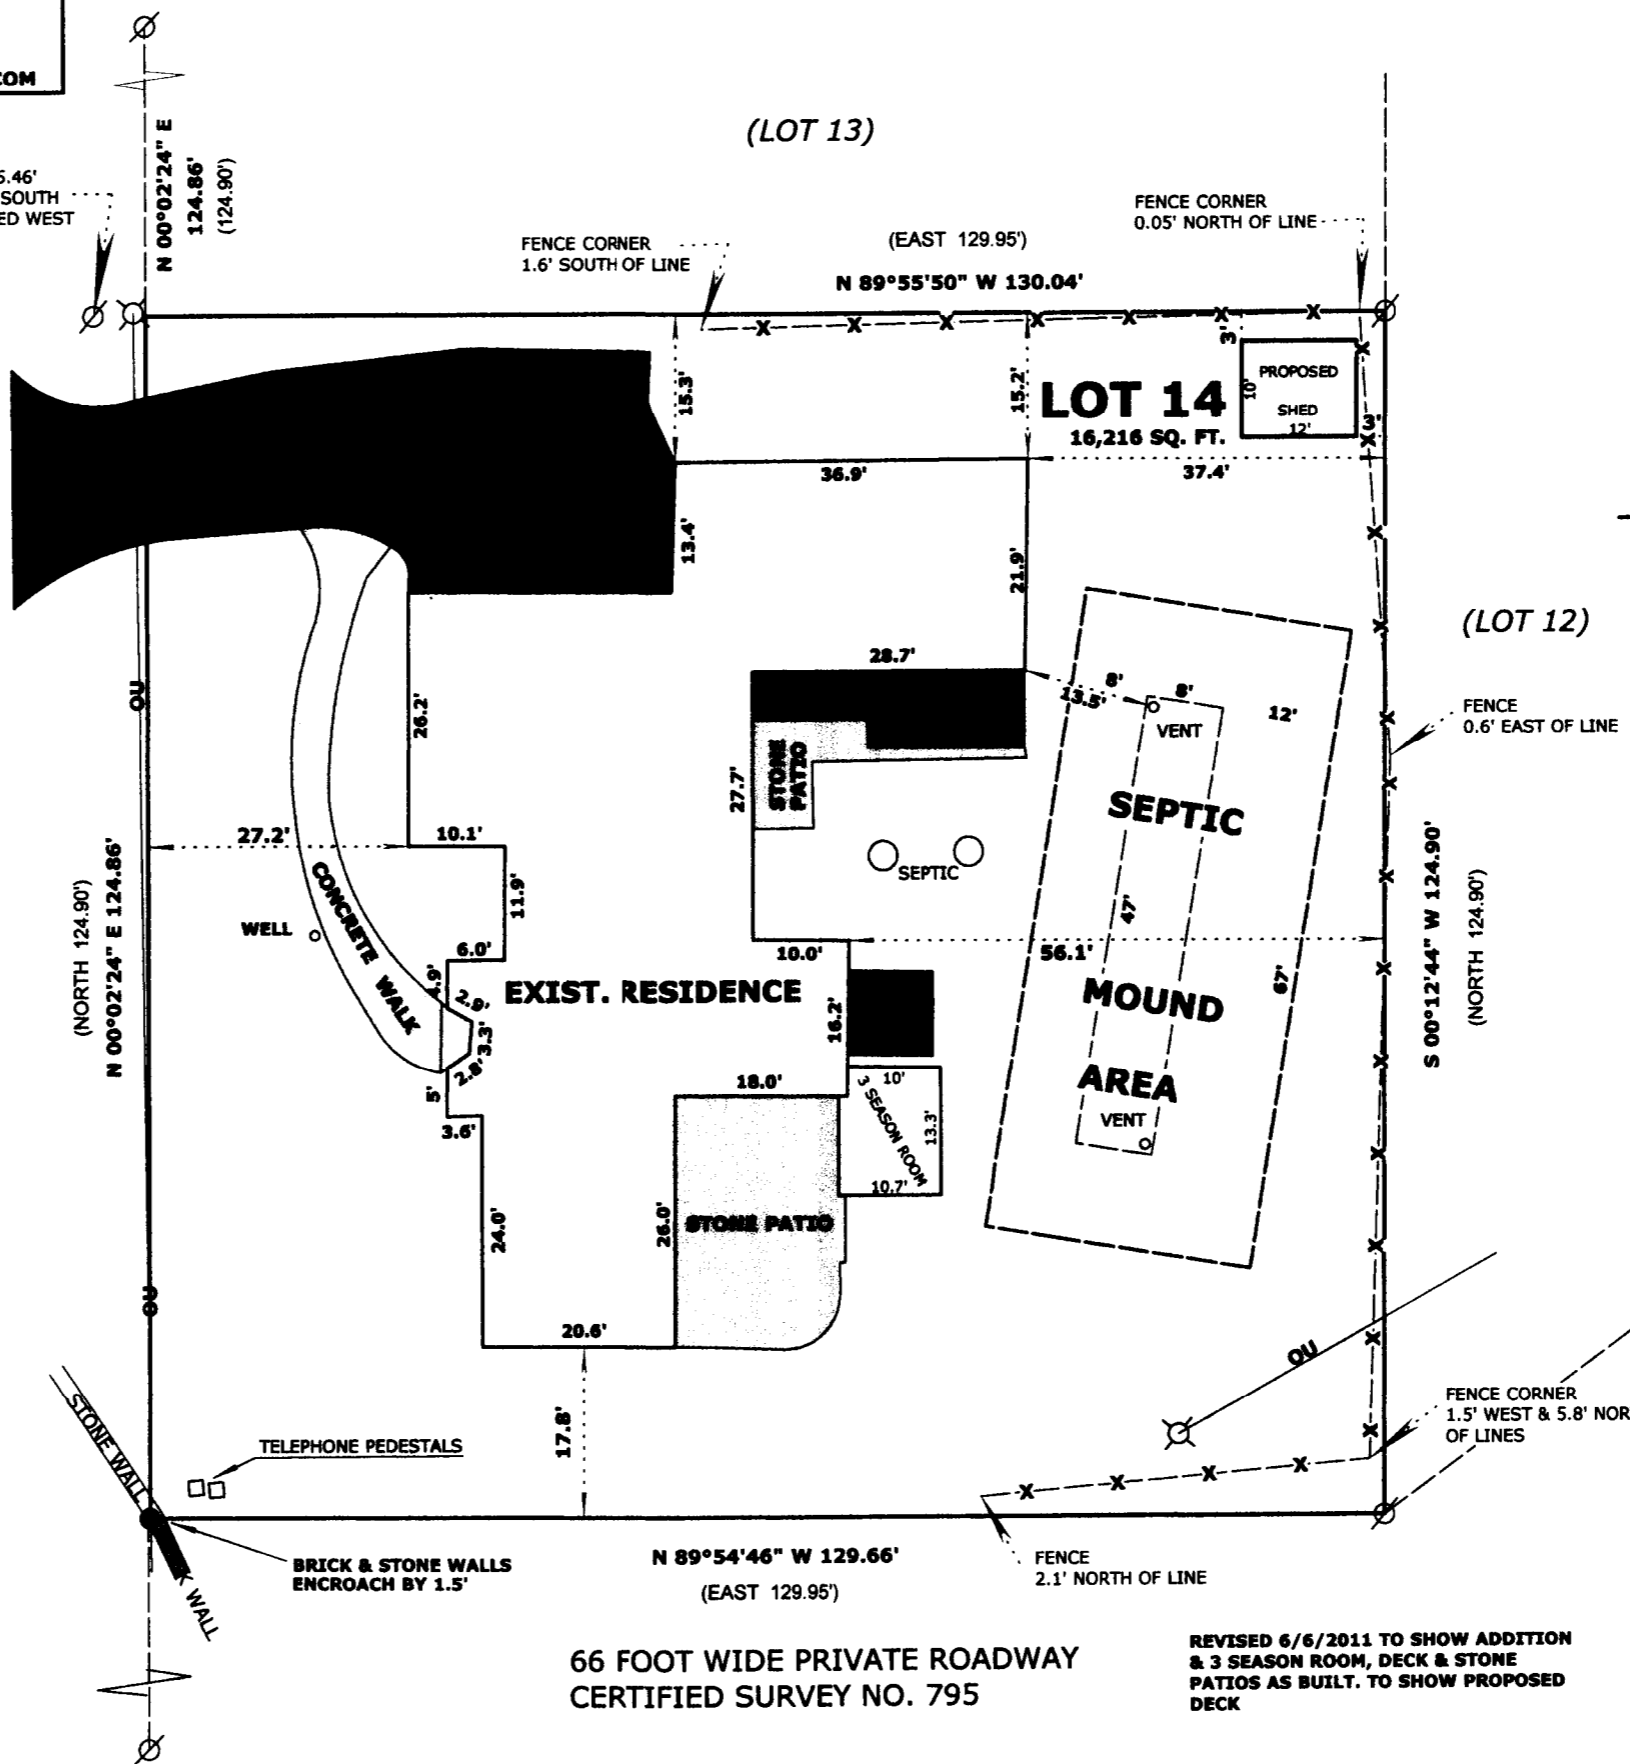 COM
N 00°02'24" E
124.86'
(124.90')
(LOT 13)
5.46'
SOUTH
ED WEST
FENCE CORNER
1.6' SOUTH OF LINE
(EAST 129.95')
N 89°55'50" W 130.04'
FENCE CORNER
0.05' NORTH OF LINE
X X X X X X X
3'
PROPOSED
SHED
10'
12'
3'
LOT 14
16,216 SQ. FT.
15.3'
15.2'
36.9'
37.4'
13.4'
21.9'
(LOT 12)
28.7'
8'
13.5'
8'
12'
VENT
FENCE
0.6' EAST OF LINE
OU
26.2'
STONE
PATIO
27.7'
SEPTIC
27.2'
10.1'
11.9'
SEPTIC
CONCRETE WALK
WELL
6.0'
10.0'
47'
56.1'
67'
(NORTH 124.90')
N 00°02'24" E 124.86'
S 00°12'44" W 124.90'
(NORTH 124.90')
2.9'
3.3'
2.8'
5'
3.6'
EXIST. RESIDENCE
16.2'
MOUND
AREA
VENT
18.0'
10'
3 SEASON ROOM
13.3'
10.7'
24.0'
26.0'
STONE PATIO
OU
20.6'
17.8'
OU
FENCE CORNER
1.5' WEST & 5.8' NOR
OF LINES
STONE WALL
TELEPHONE PEDESTALS
X X X X
BRICK & STONE WALLS
ENCROACH BY 1.5'
K WALL
N 89°54'46" W 129.66'
(EAST 129.95')
FENCE
2.1' NORTH OF LINE
66 FOOT WIDE PRIVATE ROADWAY
CERTIFIED SURVEY NO. 795
REVISED 6/6/2011 TO SHOW ADDITION
& 3 SEASON ROOM, DECK & STONE
PATIOS AS BUILT. TO SHOW PROPOSED
DECK